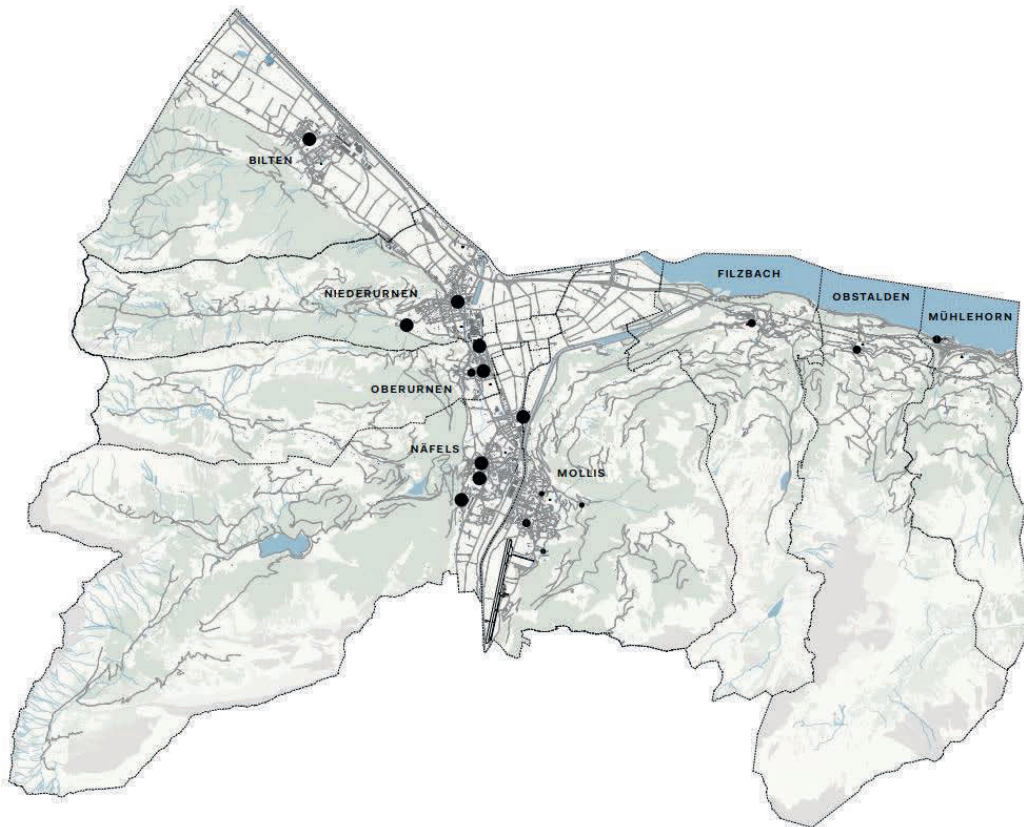 BILTEN
FILZBACH
NIEDERURNEN
OBSTALDEN
MÜHLEHORN
OBERURNEN
NÄFELS
MOLLIS